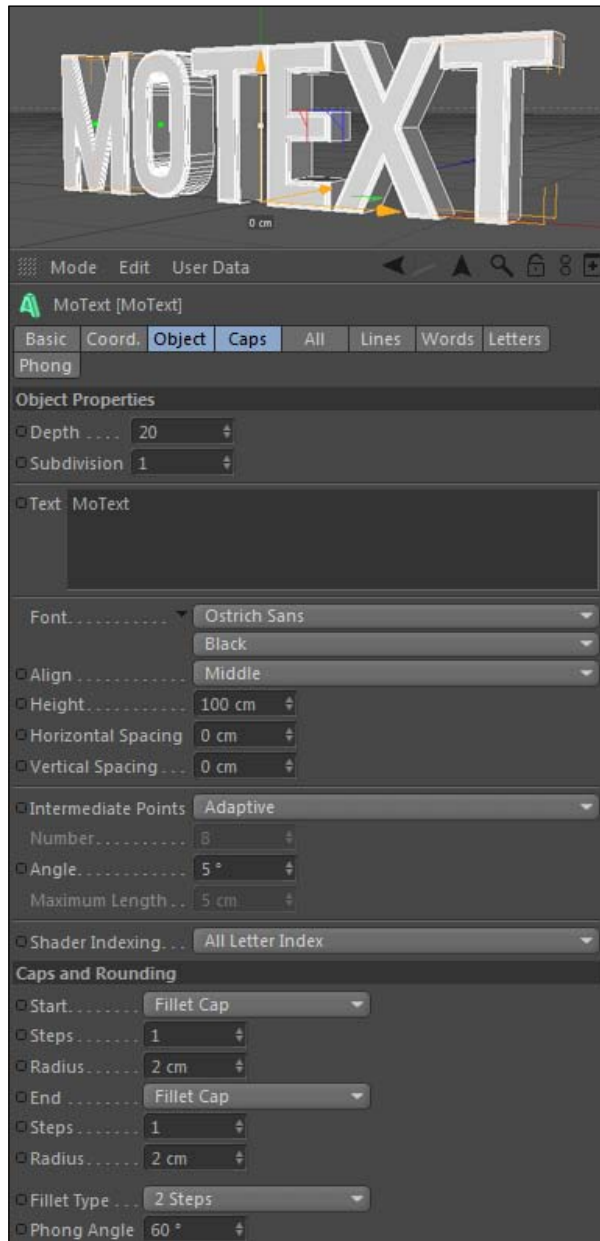 MOTEXT
0 cm
Mode Edit User Data
MoText [MoText]
Basic Coord. Object Caps All Lines Words Letters
Phong
Object Properties
Depth .... 20
Subdivision 1
Text MoText
Font........... Ostrich Sans
Black
Align ............ Middle
Height........... 100 cm
Horizontal Spacing 0 cm
Vertical Spacing... 0 cm
Intermediate Points Adaptive
Number.......... 8
Angle............ 5 °
Maximum Length.. 5 cm
Shader Indexing... All Letter Index
Caps and Rounding
Start........ Fillet Cap
Steps ....... 1
Radius...... 2 cm
End ......... Fillet Cap
Steps ....... 1
Radius...... 2 cm
Fillet Type ... 2 Steps
Phong Angle 60 °